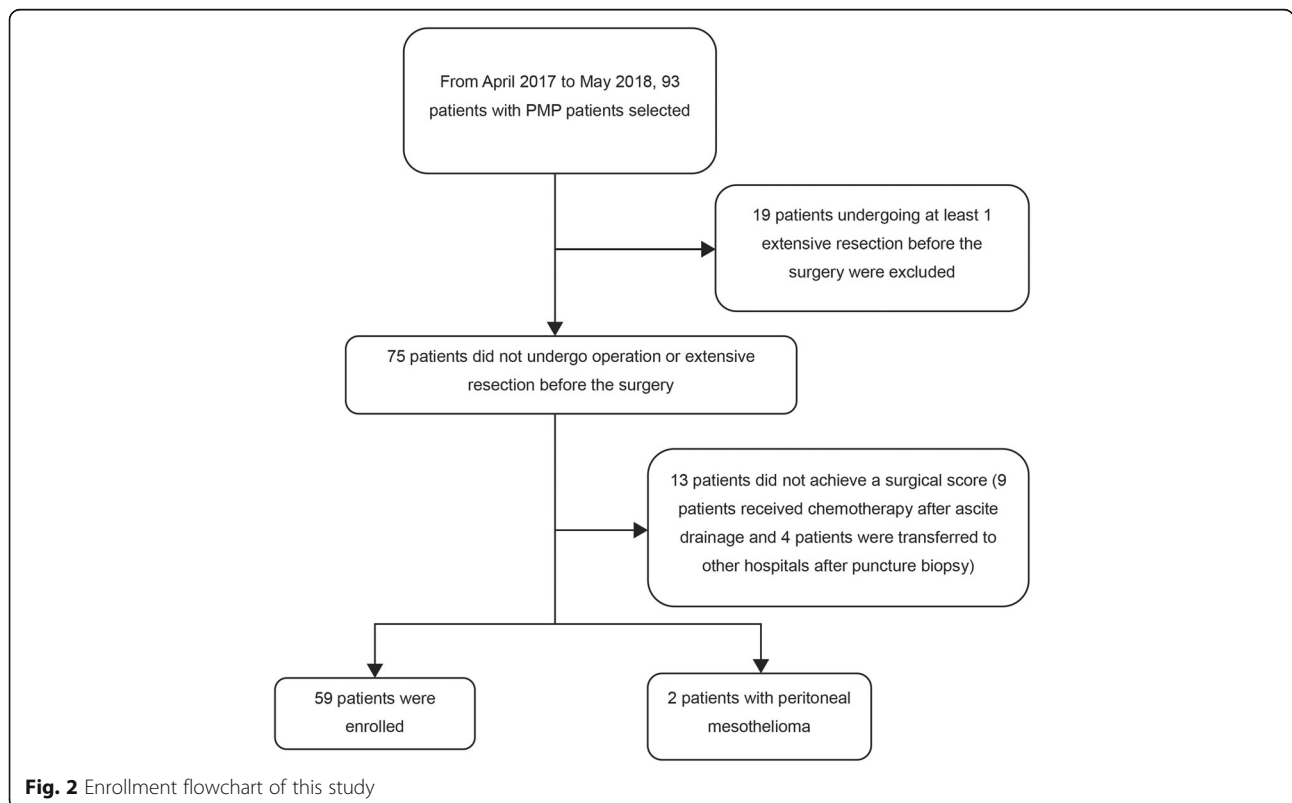 From April 2017 to May 2018, 93
patients with PMP patients selected
19 patients undergoing at least 1
extensive resection before the
surgery were excluded
75 patients did not undergo operation or extensive
resection before the surgery
13 patients did not achieve a surgical score (9
patients received chemotherapy after ascite
drainage and 4 patients were transferred to
other hospitals after puncture biopsy)
59 patients were
enrolled
2 patients with peritoneal
mesothelioma
Fig. 2 Enrollment flowchart of this study